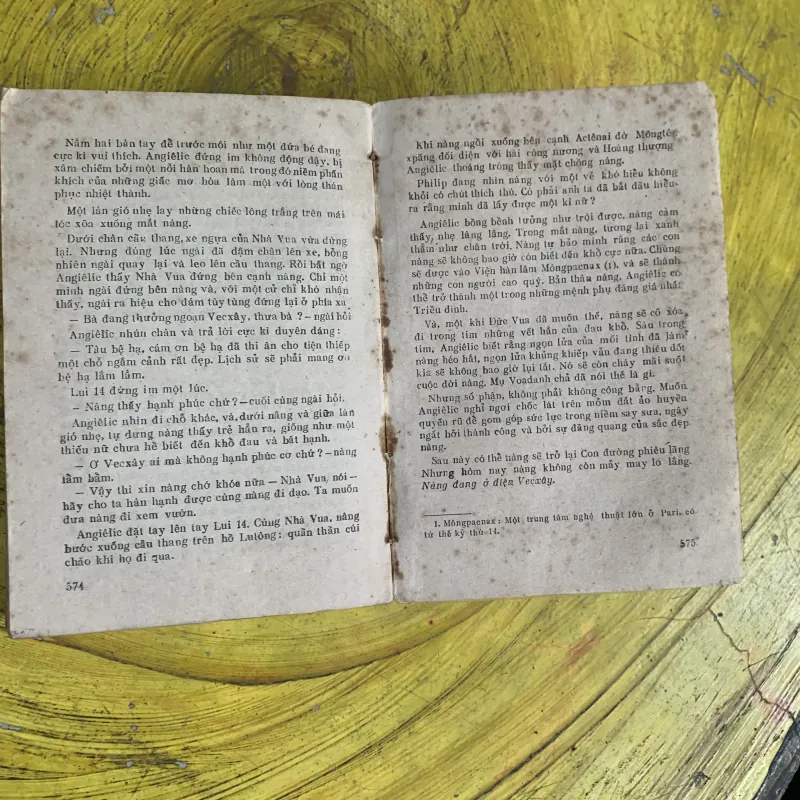 Nắm hai bàn tay để trước môi như một đứa bé đang
cực kì vui thích. Angiêlic đứng im không động đậy, bị
xâm chiếm bởi một nỗi hân hoan mà trong đó niềm phấn
khích của những giấc mơ hòa làm một với lòng thán
phục nhiệt thành.
Một làn gió nhẹ lay những chiếc lông trắng trên mái
tóc xõa xuống mắt nàng.
Dưới chân cầu thang, xe ngựa của Nhà Vua vừa dừng
lại. Nhưng đúng lúc ngài đã dậm chân lên xe, bỗng
nhiên ngài quay lại và leo lên cầu thang. Rồi bất ngờ
Angiêlic thấy Nhà Vua đứng bên cạnh nàng. Chỉ một
mình ngài đứng bên nàng và, với một cử chỉ khó nhận
thấy, ngài ra hiệu cho đám tùy tùng đứng lại ở phía xa
— Bà đang thưởng ngoạn Vecxây, thưa bà ? — ngài hỏi
Angiêlic nhún chân và trả lời cực kì duyên dáng :
— Tâu bệ hạ, cám ơn bệ hạ đã thi ân cho tiện thiếp
một chỗ ngắm cảnh rất đẹp. Lịch sử sẽ phải mang ơn
bệ hạ lắm lắm.
Lui 14 đứng im một lúc.
— Nàng thấy hạnh phúc chứ ? — cuối cùng ngài hỏi.
Angiêlic nhìn đi chỗ khác, và, dưới nắng và giữa làn
gió nhẹ, tự dưng nàng thấy trẻ hẳn ra, giống như một
thiếu nữ chưa hề biết đến khổ đau và bất hạnh.
— Ở Vecxây ai mà không hạnh phúc cơ chứ ? — nàng
lẩm bẩm.
— Vậy thì xin nàng chớ khóc nữa — Nhà Vua, nói —
hãy cho ta hân hạnh được cùng nàng đi dạo. Ta muốn
đưa nàng đi xem vườn.
Angiêlic đặt tay lên tay Lui 14. Cùng Nhà Vua, nàng
bước xuống cầu thang trên hồ Lutông : quần thần cúi
chào khi họ đi qua.
574
Khi nàng ngồi xuống bên cạnh Actênai đờ Môngtê
xpăng đối diện với hai công nương và Hoàng thượng
Angiêlic thoáng trông thấy mặt chồng nàng.
Philip đang nhìn nàng với một vẻ khó hiểu không
khỏi có chút thích thú. Có phải anh ta đã bắt đầu hiểu
ra rằng mình đã lấy được một kì nữ ?
Angiêlic bồng bềnh tưởng như trôi được, nàng cảm
thấy, nhẹ lâng lâng. Trong mắt nàng, tương lai xanh
thẳm như chân trời. Nàng tự bảo mình rằng các con
nàng sẽ không bao giờ còn biết đến khổ cực nữa. Chúng
sẽ được vào Viện hàn lâm Môngpacnax (1), và sẽ thành
những con người cao quý. Bản thân nàng, Angiêlic có
thể trở thành một trong những mệnh phụ đáng giá nhất
Triều đình.
Và, một khi Đức Vua đã muốn thế, nàng sẽ cố xóa
đi trong tim những vết hằn của đau khổ. Sâu trong
tim, Angiêlic biết rằng ngọn lửa của mối tình đã làm
nàng héo hắt, ngọn lửa khủng khiếp vẫn đang thiêu đốt
kia sẽ không bao giờ lụi tắt. Nó sẽ còn cháy mãi suốt
cuộc đời nàng. Mụ Voadanh chả đã nói thế là gì.
Nhưng số phận, không phải không công bằng. Muốn
Angiêlic nghỉ ngơi chốc lát trên mỏm đất ảo huyền
quyến rũ để gom góp sức lực trong niềm say sưa, ngây
ngất bởi thành công và bởi sự đăng quang của sắc đẹp
nàng.
Sau này có thể nàng sẽ trở lại Con đường phiêu lãng
Nhưng hôm nay nàng không còn mảy may lo lắng.
Nàng đang ở điện Vecxây.
1. Môngpacnax : Một trung tâm nghệ thuật lớn ở Pari, có
từ thế kỷ thứ 14.
575